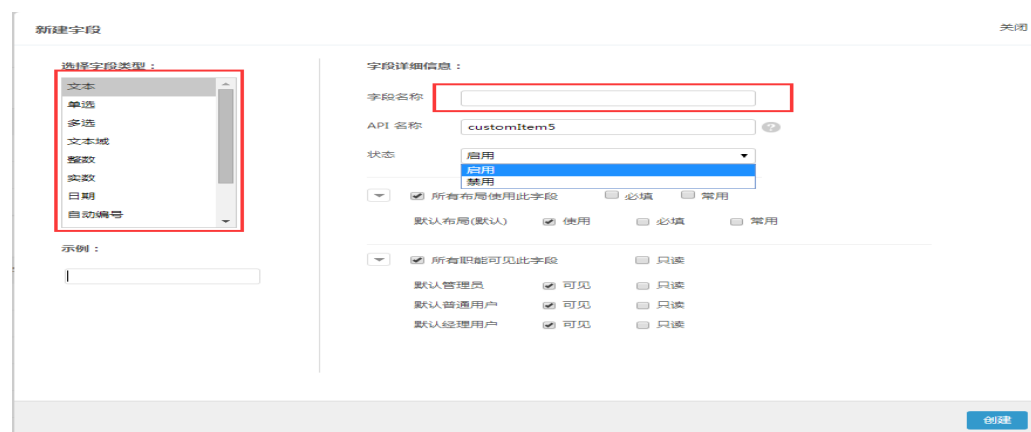 新建字段
关闭
选择字段类型：
文本
单选
多选
文本域
整数
实数
日期
自动编号
示例：
字段详细信息：
字段名称
API 名称 customItem5
状态 启用
启用
禁用
所有布局使用此字段 必填 常用
默认布局(默认) 使用 必填 常用
所有职能可见此字段 只读
默认管理员 可见 只读
默认普通用户 可见 只读
默认经理用户 可见 只读
创建